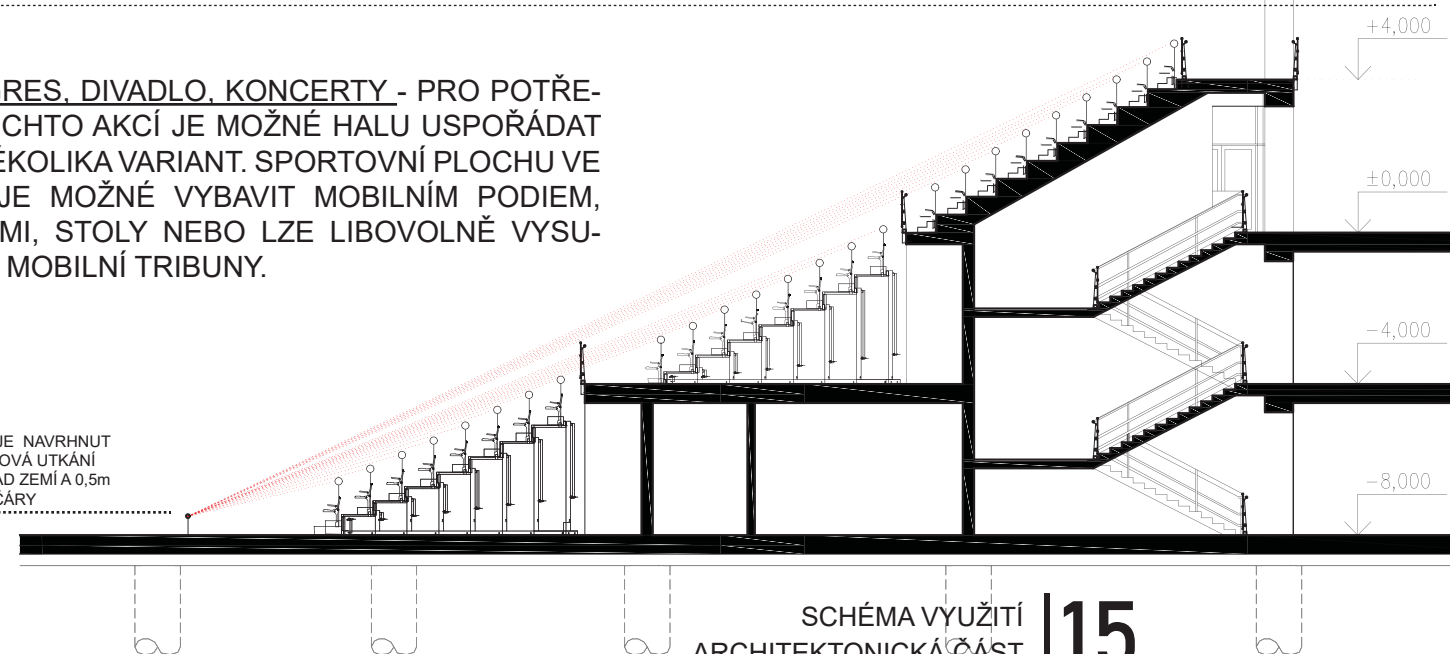 +4,000
GRES, DIVADLO, KONCERTY - PRO POTŘE-
CHTO AKCÍ JE MOŽNÉ HALU USPOŘÁDAT
ĚKOLIKA VARIANT. SPORTOVNÍ PLOCHU VE
JE MOŽNÉ VYBAVIT MOBILNÍM PODIEM,
MI, STOLY NEBO LZE LIBOVOLNĚ VYSU-
MOBILNÍ TRIBUNY.
±0,000
-4,000
JE NAVRHNUT
OVÁ UTKÁNÍ
AD ZEMÍ A 0,5m
ČÁRY
-8,000
SCHÉMA VYUŽITÍ
ARCHITEKTONICKÁ ČÁST
15